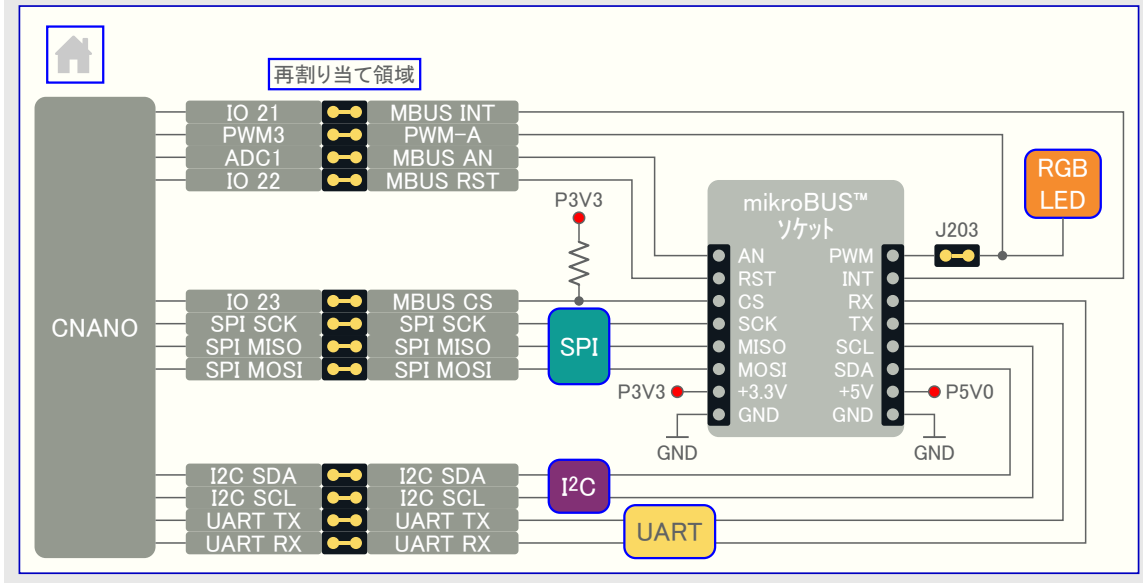 再割り当て領域
CNANO
IO 21 MBUS INT
PWM3 PWM-A
ADC1 MBUS AN
IO 22 MBUS RST
P3V3
RGB
LED
mikroBUS™
ソケット
J203
AN PWM
RST INT
CS RX
SCK TX
MISO SCL
MOSI SDA
+3.3V +5V
GND GND
P3V3
P5V0
GND
GND
IO 23 MBUS CS
SPI SCK SPI SCK
SPI MISO SPI MISO
SPI MOSI SPI MOSI
SPI
I2C SDA I2C SDA
I2C SCL I2C SCL
UART TX UART TX
UART RX UART RX
I²C
UART